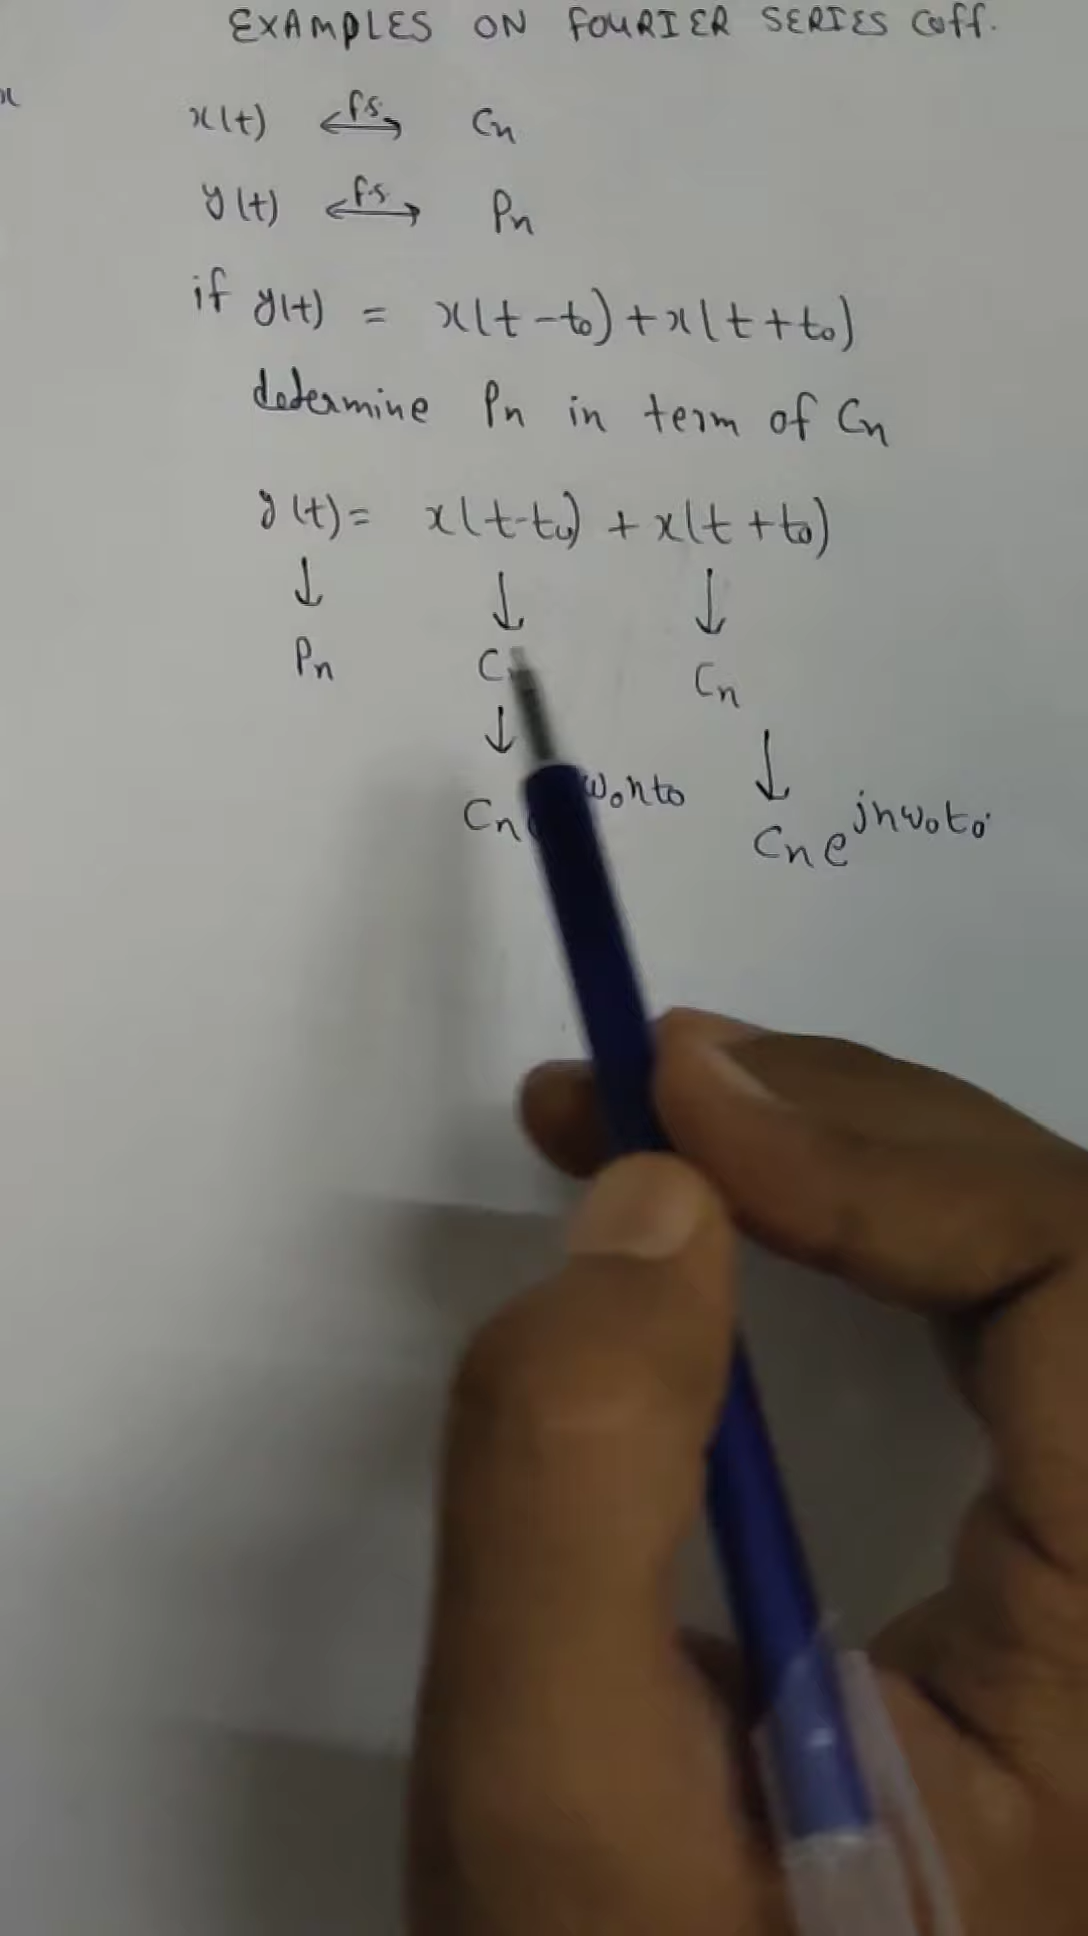 EXAMPLES ON FOURIER SERIES Coff.
x
x(t) <-f.s.-> Cn
y(t) <-f.s.-> Pn
if y(t) = x(t-t₀) + x(t+t₀)
determine Pn in term of Cn
y(t) = x(t-t₀) + x(t+t₀)
↓ ↓ ↓
Pn C Cn
↓ ↓
Cn ω₀nt₀ Cn e^jnω₀t₀